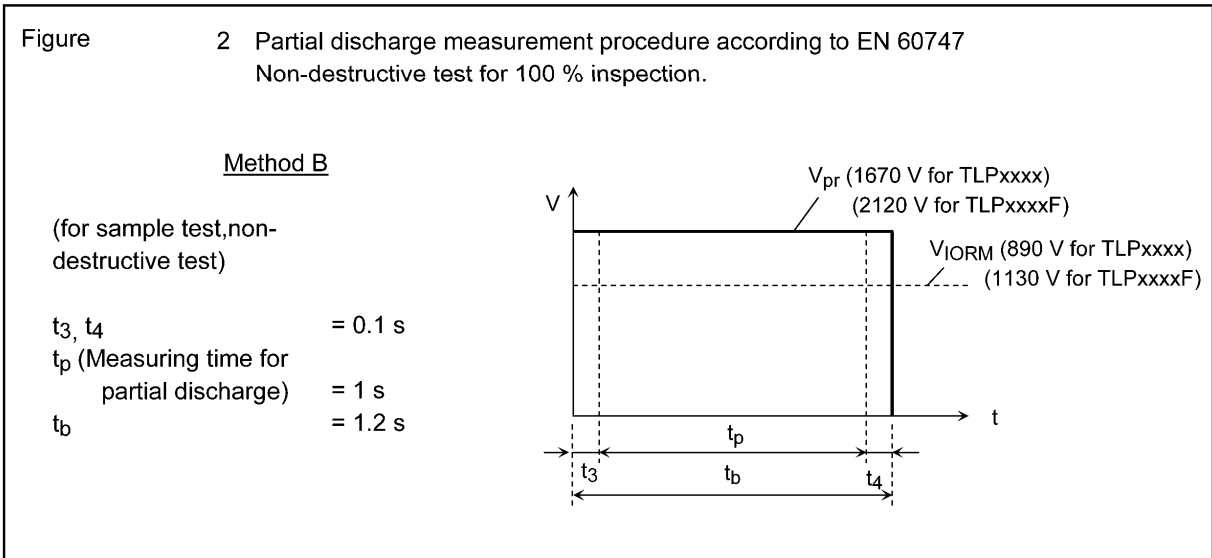 Figure 2 Partial discharge measurement procedure according to EN 60747
Non-destructive test for 100 % inspection.
Method B
(for sample test,non-
destructive test)
t3, t4 = 0.1 s
tp (Measuring time for
partial discharge) = 1 s
tb = 1.2 s
V
Vpr (1670 V for TLPxxxx)
(2120 V for TLPxxxxF)
VIORM (890 V for TLPxxxx)
(1130 V for TLPxxxxF)
t
tp
t3 tb t4